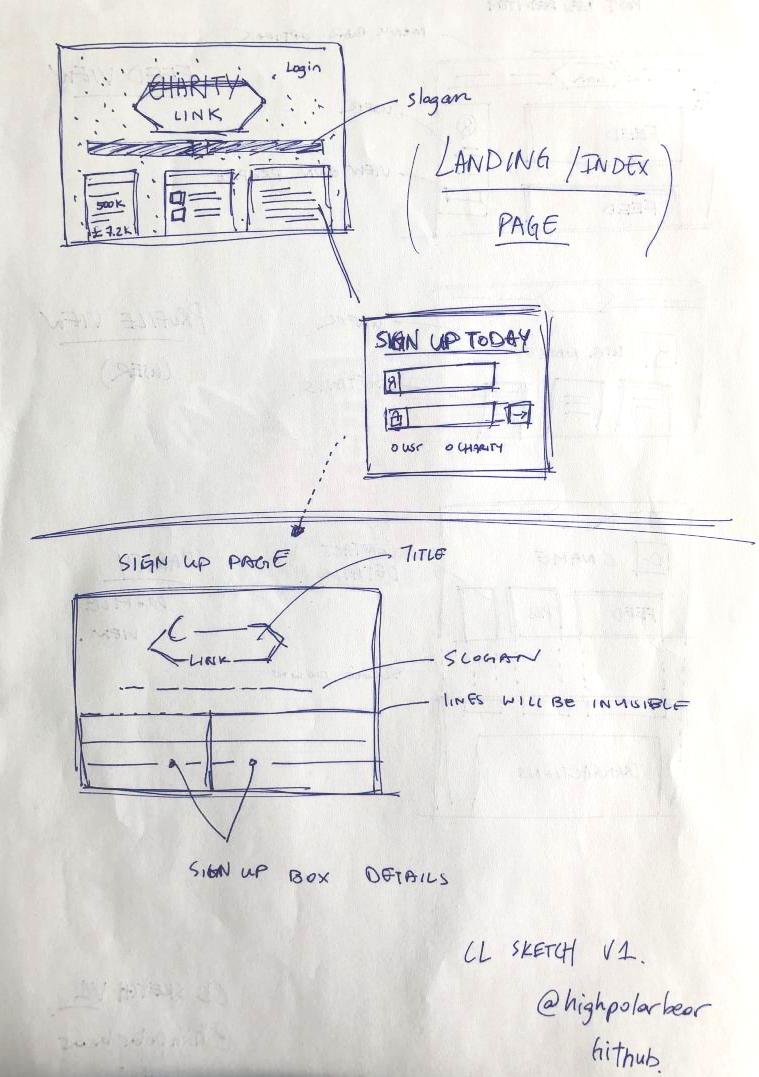 CHARITY
LINK
Login
slogan
500K
£ 7.2K
(LANDING / INDEX
PAGE)
SIGN UP TODAY
CHARITY
SIGN UP PAGE
TITLE
C
LINK
SLOGAN
LINES WILL BE INVISIBLE
SIGN UP BOX DETAILS
CL SKETCH V1.
@highpolarbear
Github.